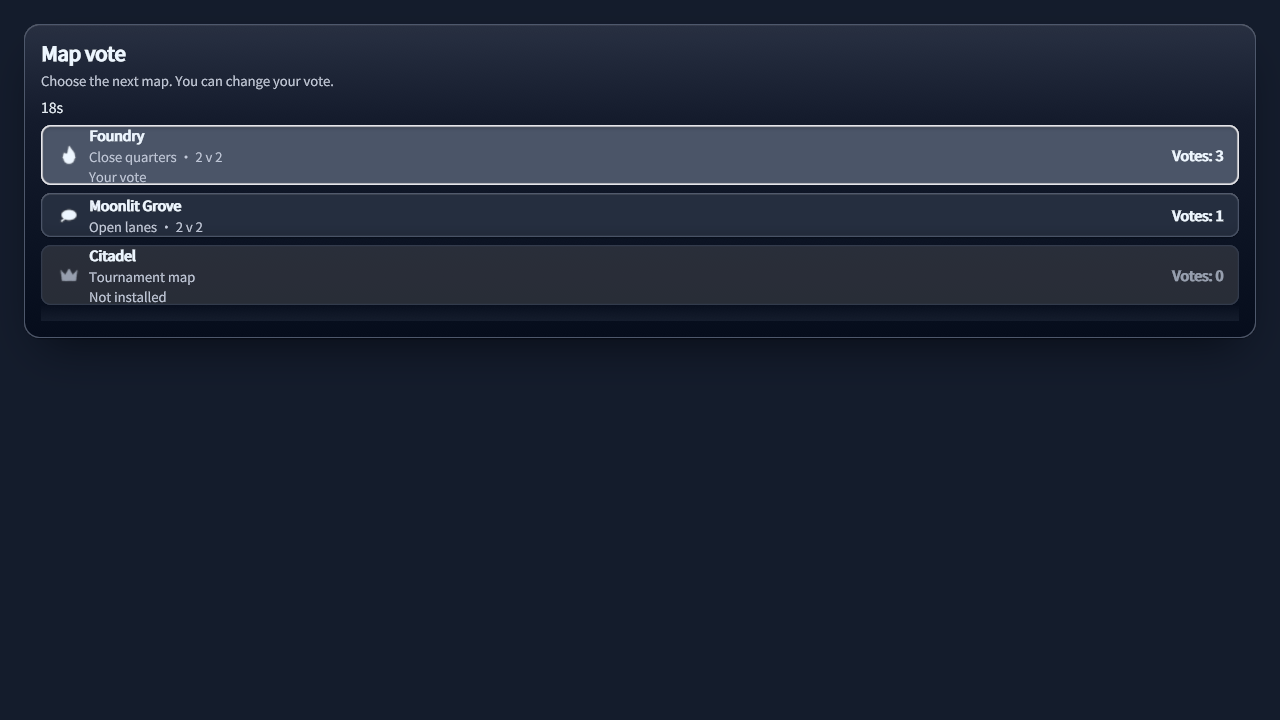 Map vote
Choose the next map. You can change your vote.
18s
Foundry
Close quarters • 2 v 2
Your vote
Votes: 3
Moonlit Grove
Open lanes • 2 v 2
Votes: 1
Citadel
Tournament map
Not installed
Votes: 0